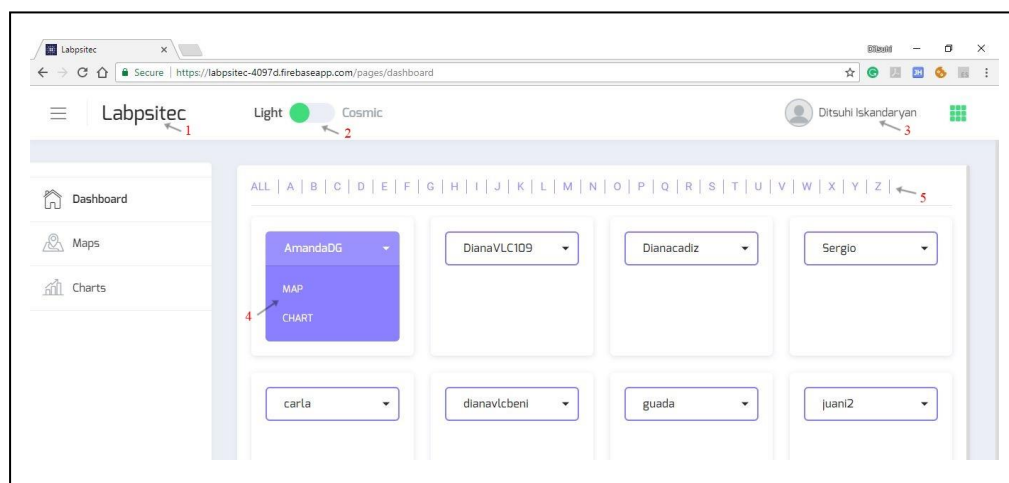 Labpsitec
Secure | https://labpsitec-4097d.firebaseapp.com/pages/dashboard
Labpsitec
1
Light
Cosmic
2
Ditsuhi Iskandaryan
3
Dashboard
Maps
Charts
ALL | A | B | C | D | E | F | G | H | I | J | K | L | M | N | O | P | Q | R | S | T | U | V | W | X | Y | Z |
5
AmandaDG
MAP
CHART
4
DianaVLC109
Dianacadiz
Sergio
carla
dianavlcbeni
guada
juani2